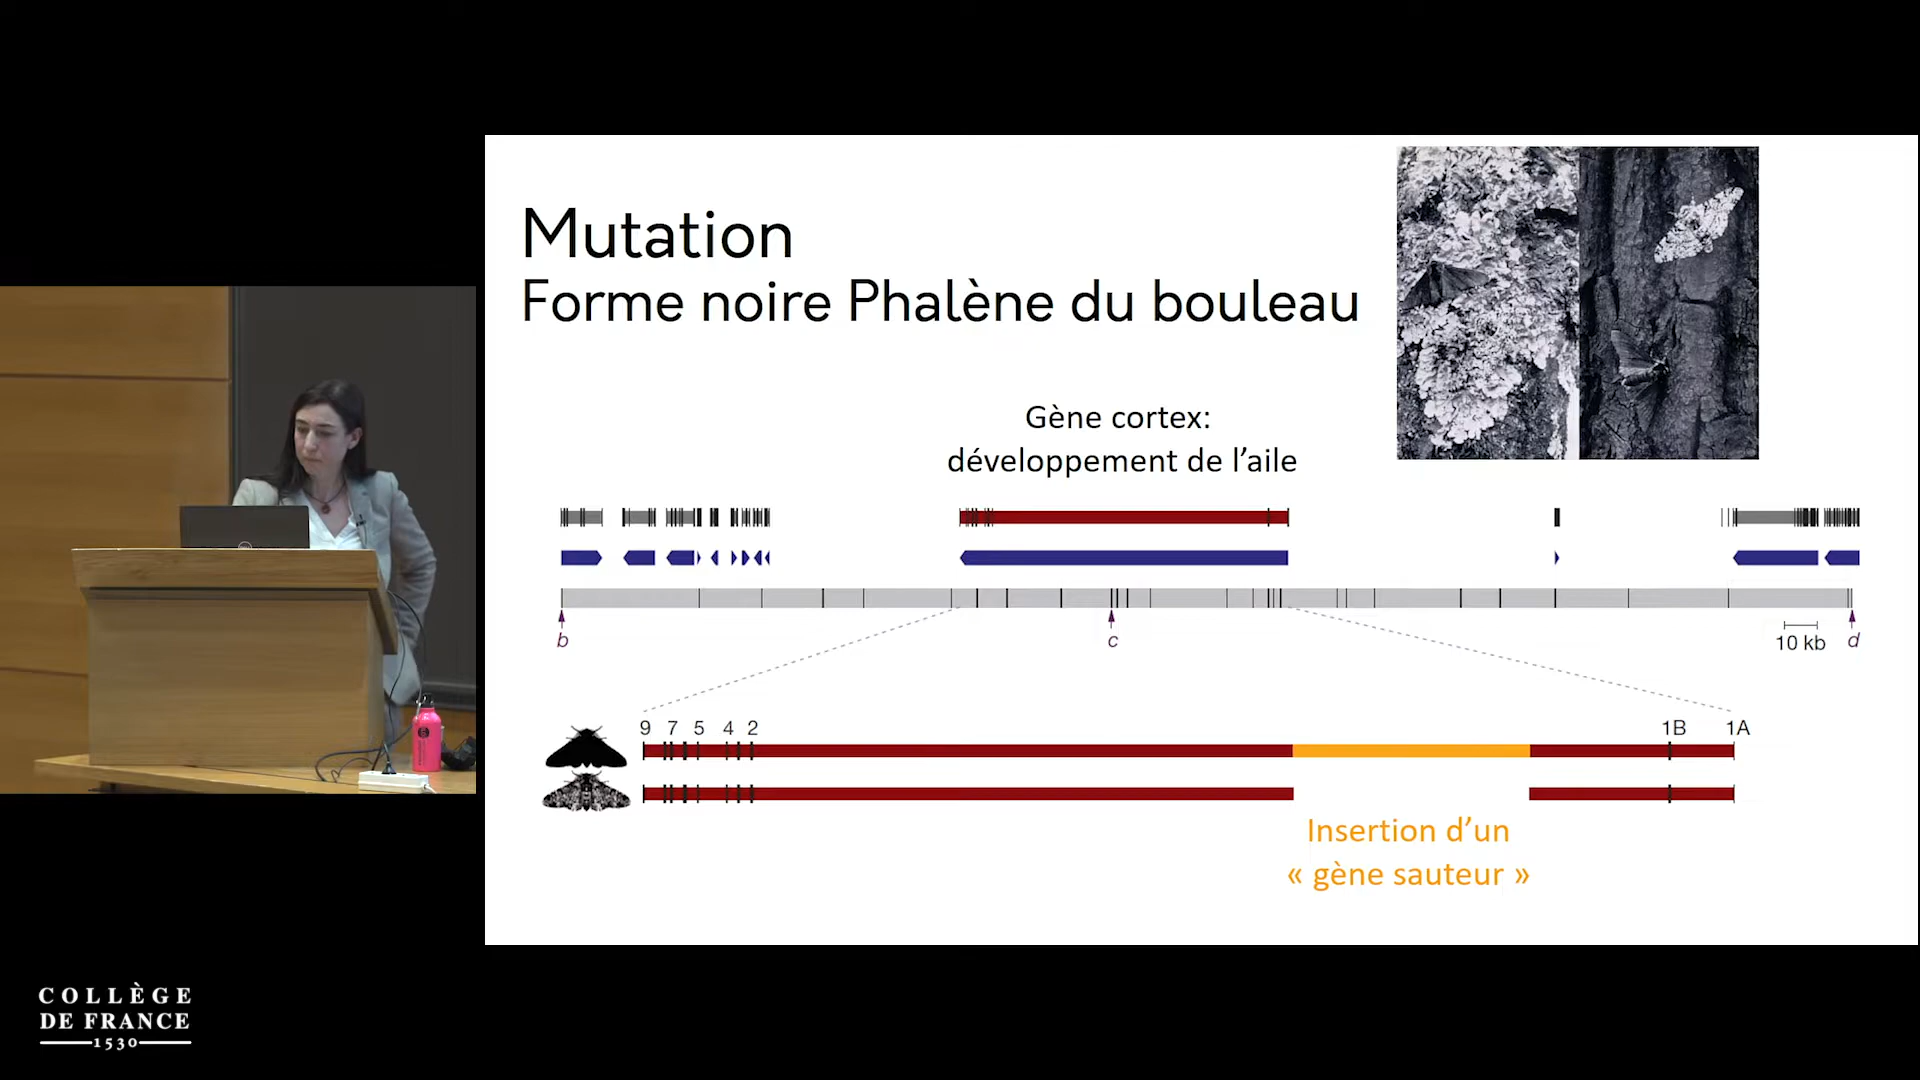 Mutation
Forme noire Phalène du bouleau
Gène cortex:
développement de l’aile
b
c
10 kb
d
9 7 5 4 2 1B 1A
Insertion d’un
« gène sauteur »
COLLÈGE
DE FRANCE
1530